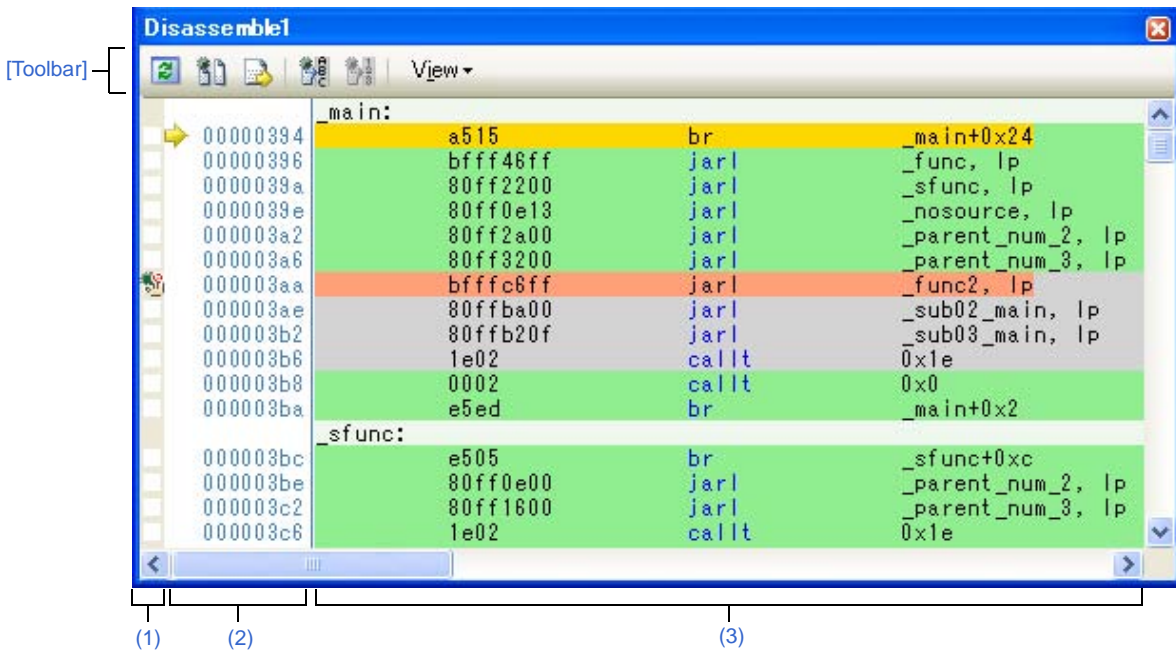 Disassemble1
[Toolbar]
View
_main:
00000394 a515 br _main+0x24
00000396 bfff46ff jarl _func, lp
0000039a 80ff2200 jarl _sfunc, lp
0000039e 80ff0e13 jarl _nosource, lp
000003a2 80ff2a00 jarl _parent_num_2, lp
000003a6 80ff3200 jarl _parent_num_3, lp
000003aa bfffc6ff jarl _func2, lp
000003ae 80ffba00 jarl _sub02_main, lp
000003b2 80ffb20f jarl _sub03_main, lp
000003b6 1e02 callt 0x1e
000003b8 0002 callt 0x0
000003ba e5ed br _main+0x2
_sfunc:
000003bc e505 br _sfunc+0xc
000003be 80ff0e00 jarl _parent_num_2, lp
000003c2 80ff1600 jarl _parent_num_3, lp
000003c6 1e02 callt 0x1e
(1) (2) (3)